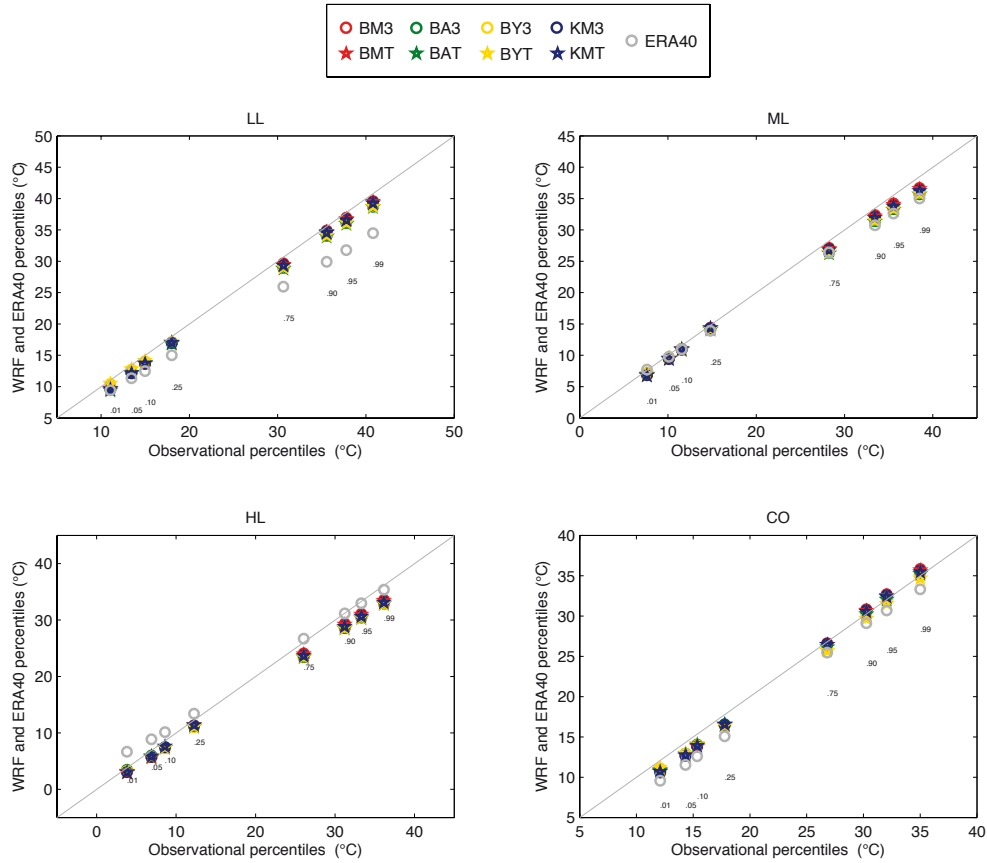 BM3 BA3 BY3 KM3 ERA40
BMT BAT BYT KMT
LL
WRF and ERA40 percentiles (°C)
50
45
40
35
30
25
20
15
10
5
.01 .05 .10 .25 .75 .90 .95 .99
10 20 30 40 50
Observational percentiles (°C)
ML
WRF and ERA40 percentiles (°C)
45
40
35
30
25
20
15
10
5
0
.01 .05 .10 .25 .75 .90 .95 .99
0 10 20 30 40
Observational percentiles (°C)
HL
WRF and ERA40 percentiles (°C)
40
30
20
10
0
.01 .05 .10 .25 .75 .90 .95 .99
0 10 20 30 40
Observational percentiles (°C)
CO
WRF and ERA40 percentiles (°C)
40
35
30
25
20
15
10
5
.01 .05 .10 .25 .75 .90 .95 .99
5 10 15 20 25 30 35 40
Observational percentiles (°C)